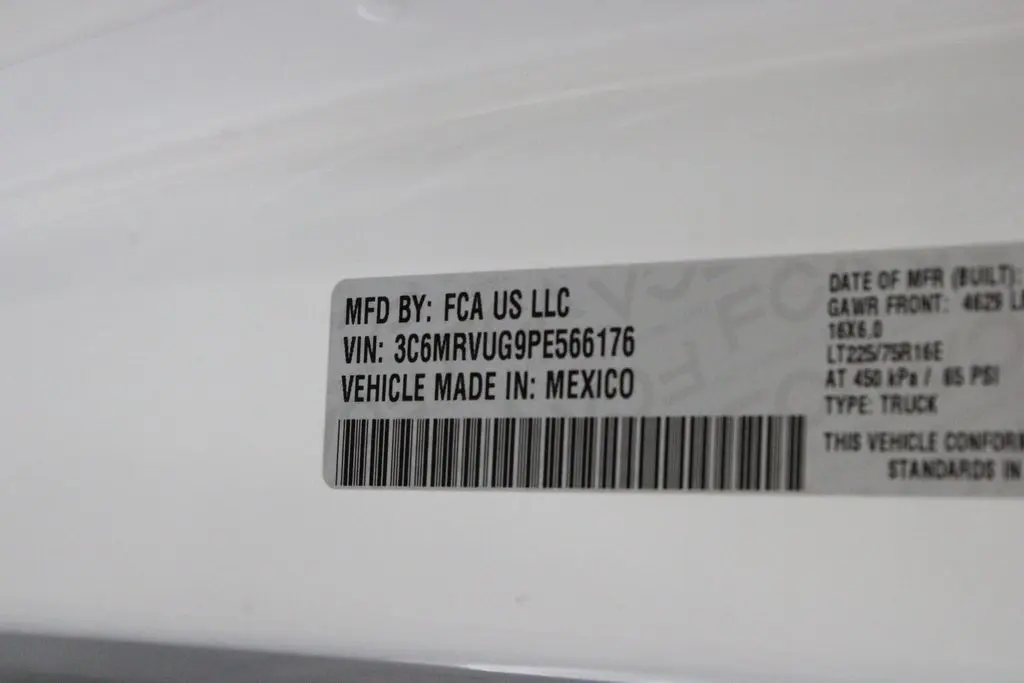 MFD BY: FCA US LLC
VIN: 3C6MRVUG9PE566176
VEHICLE MADE IN: MEXICO
DATE OF MFR (BUILT):
GAWR FRONT: 4629
16X6.0
LT225/75R16E
AT 450 kPa / 65 PSI
TYPE: TRUCK
THIS VEHICLE
STANDARDS IN